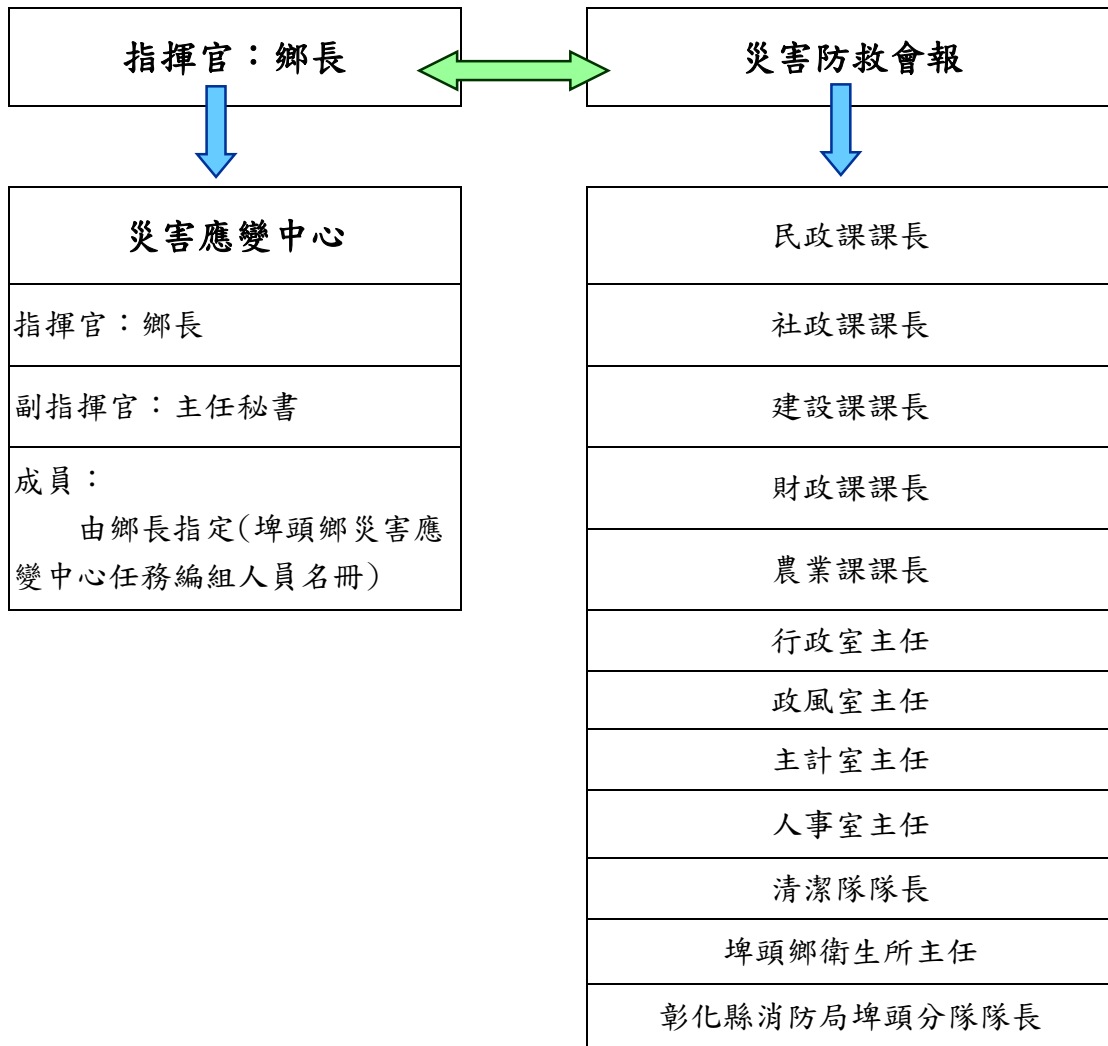 指揮官：鄉長
災害防救會報
災害應變中心
指揮官：鄉長
副指揮官：主任秘書
成員：
由鄉長指定(埤頭鄉災害應
變中心任務編組人員名冊)
民政課課長
社政課課長
建設課課長
財政課課長
農業課課長
行政室主任
政風室主任
主計室主任
人事室主任
清潔隊隊長
埤頭鄉衛生所主任
彰化縣消防局埤頭分隊隊長